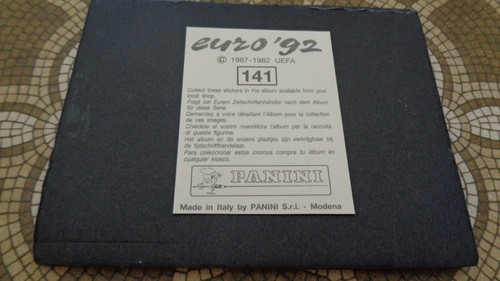 euro'92
© 1987-1992 UEFA
141
Collect these stickers in the album available from your
local shop.
Fragt bei Eurem Zeitschriftenhändler nach dem Album
für diese Serie.
Demandez à votre détaillant l'Album pour la collection
de ces images.
Chiedete al vostro rivenditore l'album per la raccolta
di queste figurine.
Het album en de andere plaatjes zijn verkrijgbaar bij
de tijdschrifthandelaar.
Para coleccionar estos cromos compra tu álbum en
cualquier kiosco.
PANINI
Made in Italy by PANINI S.r.l. - Modena